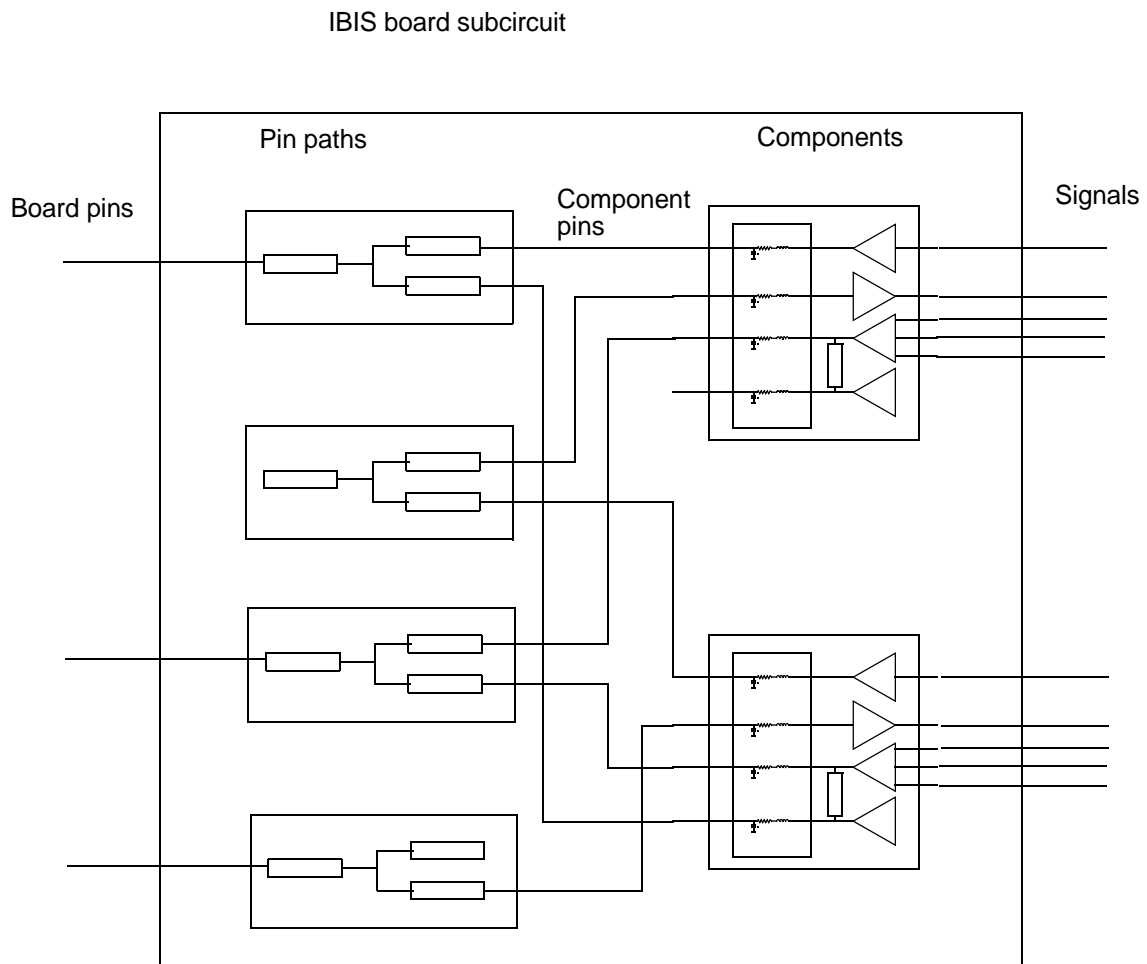 IBIS board subcircuit
Pin paths
Components
Board pins
Component
pins
Signals